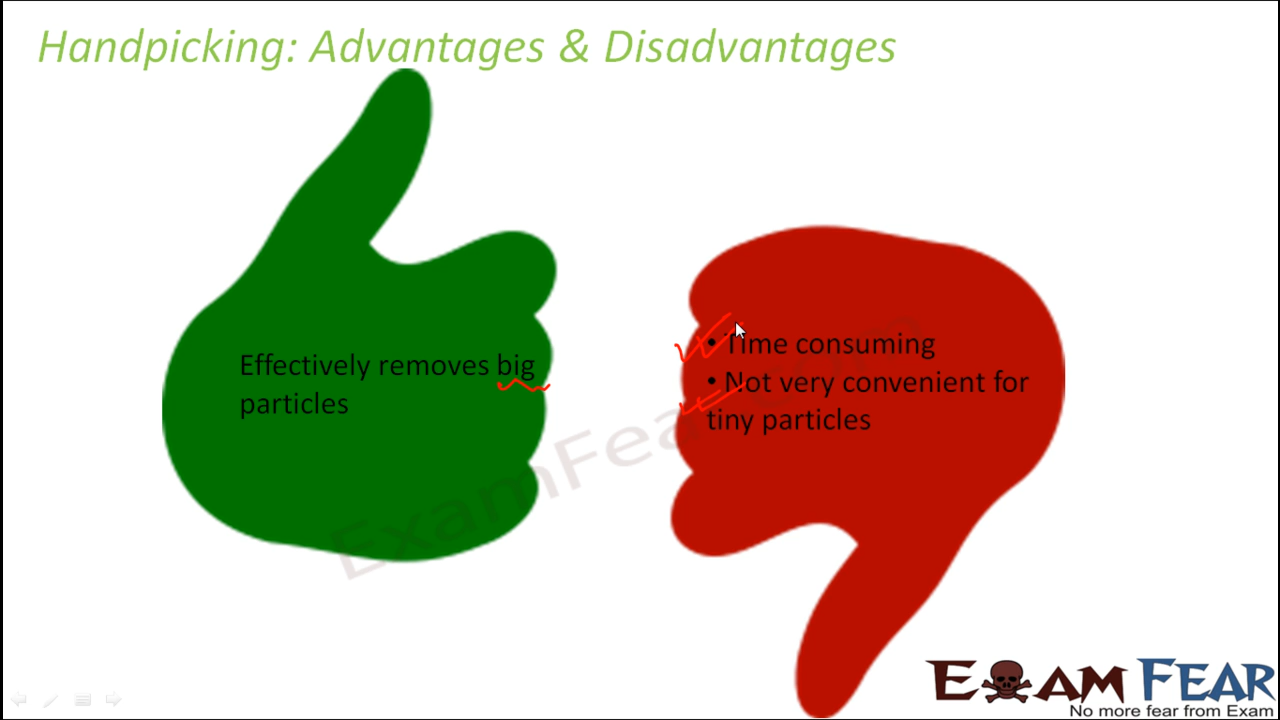 Handpicking: Advantages & Disadvantages
Effectively removes big
particles
• Time consuming
• Not very convenient for
tiny particles
ExamFear.com
EXAM FEAR
No more fear from Exam